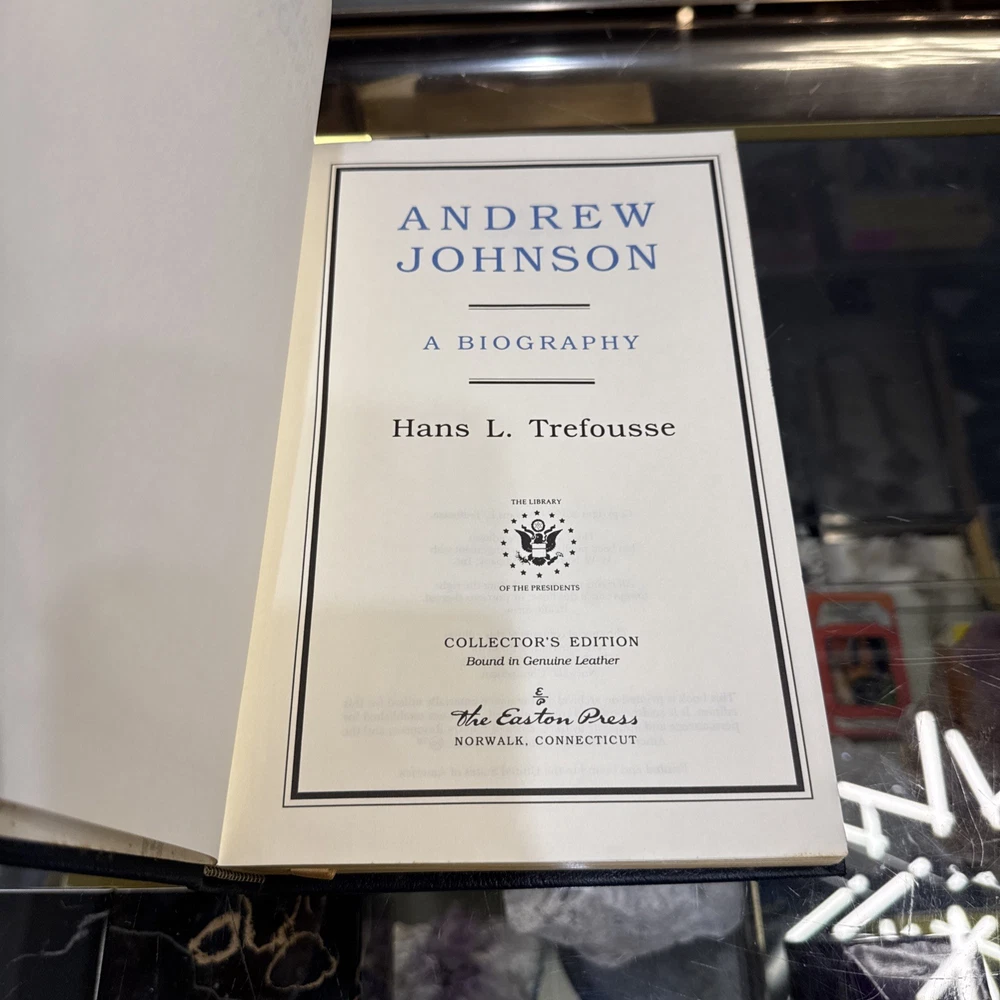 ANDREW
JOHNSON
A BIOGRAPHY
Hans L. Trefousse
THE LIBRARY
OF THE PRESIDENTS
COLLECTOR'S EDITION
Bound in Genuine Leather
E
P
The Easton Press
NORWALK, CONNECTICUT